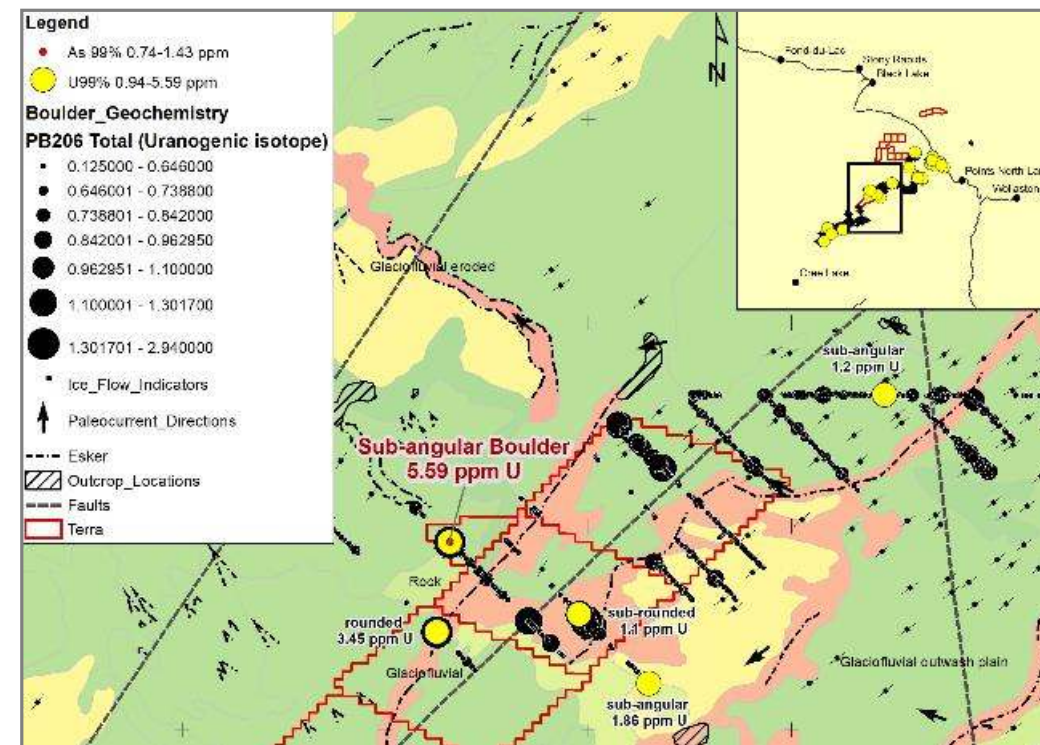 Legend
As 99% 0.74-1.43 ppm
U99% 0.94-5.59 ppm
Boulder_Geochemistry
PB206 Total (Uranogenic isotope)
0.125000 - 0.646000
0.646001 - 0.738800
0.738801 - 0.842000
0.842001 - 0.962950
0.962951 - 1.100000
1.100001 - 1.301700
1.301701 - 2.940000
Ice_Flow_Indicators
Paleocurrent_Directions
Esker
Outcrop_Locations
Faults
Terra
N
Fond-du-Lac
Stony Rapids
Black Lake
Points North Lan
Wollaston
Cree Lake
Glaciofluvial eroded
sub-angular
1.2 ppm U
Sub-angular Boulder
5.59 ppm U
Rock
rounded
3.45 ppm U
sub-rounded
1.1 ppm U
Glaciofluvial
Glaciofluvial outwash plain
sub-angular
1.86 ppm U